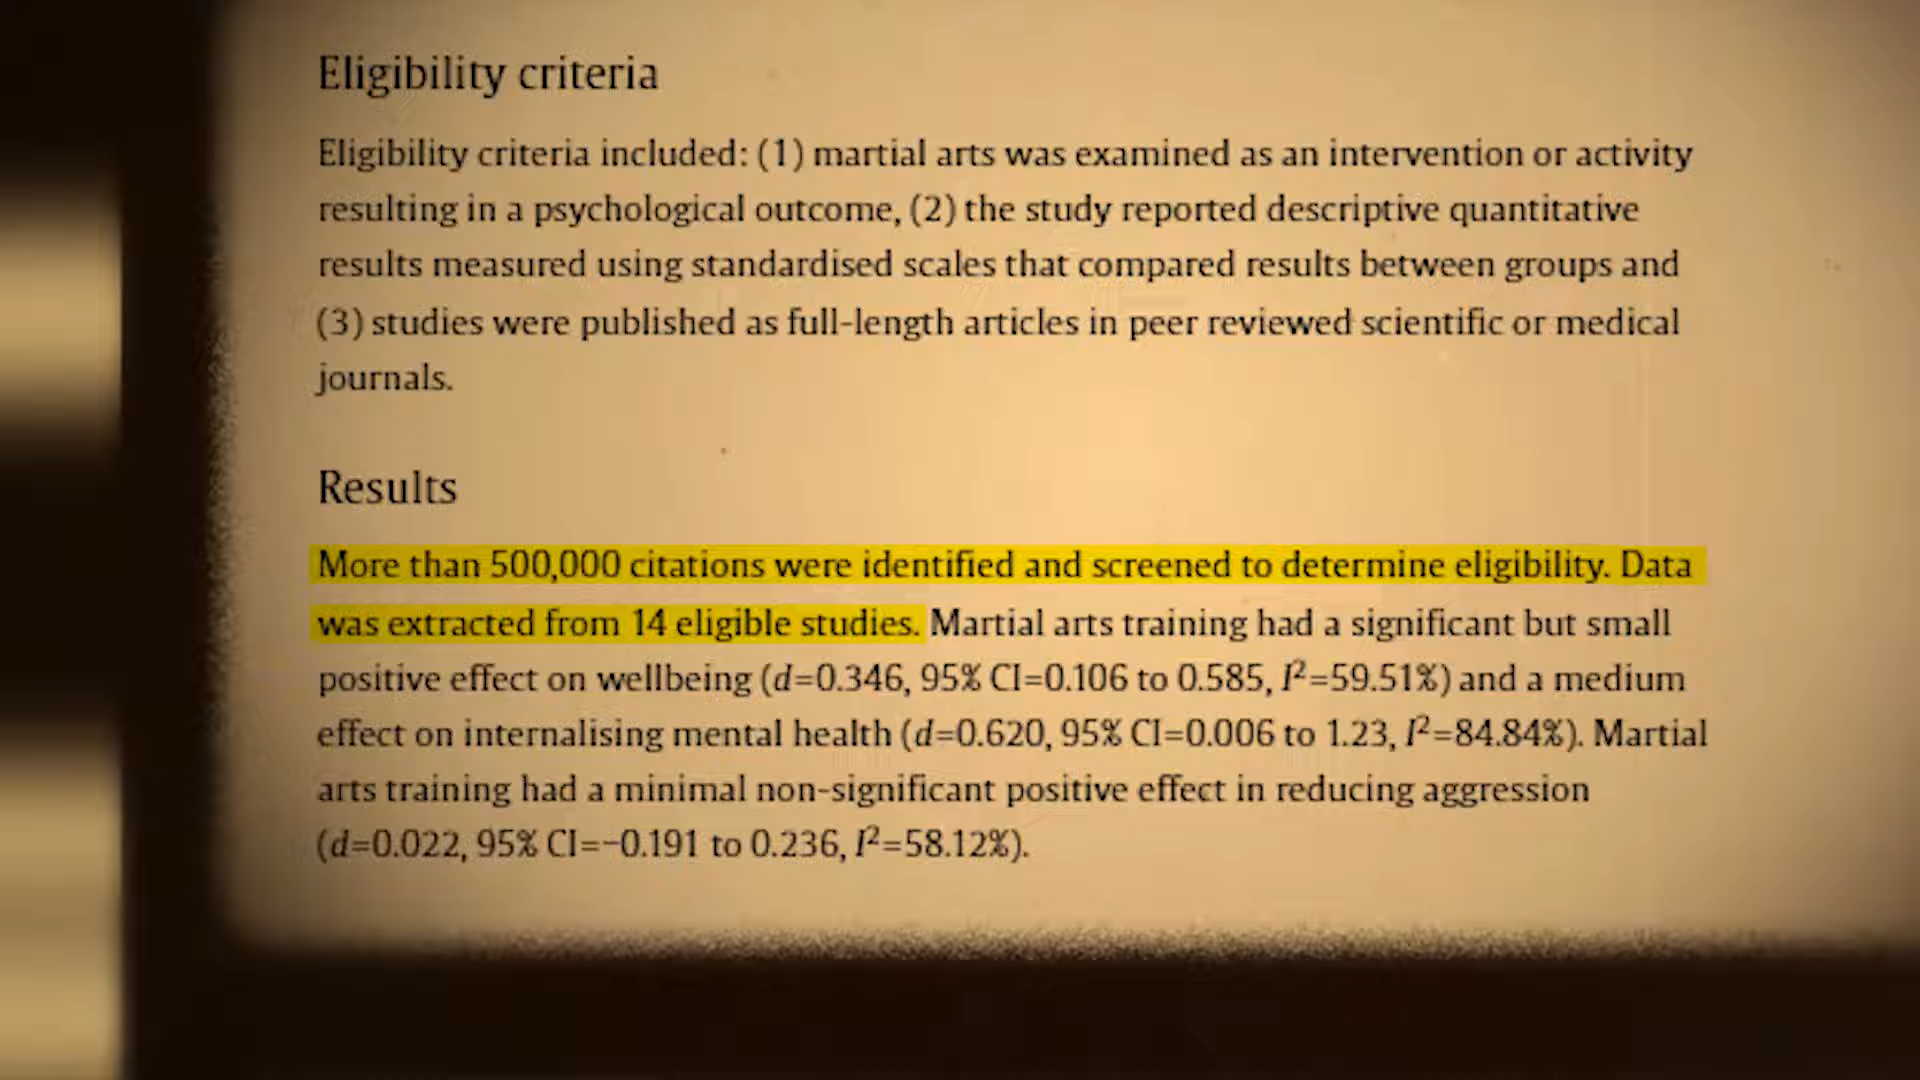 Eligibility criteria
Eligibility criteria included: (1) martial arts was examined as an intervention or activity
resulting in a psychological outcome, (2) the study reported descriptive quantitative
results measured using standardised scales that compared results between groups and
(3) studies were published as full-length articles in peer reviewed scientific or medical
journals.
Results
More than 500,000 citations were identified and screened to determine eligibility. Data
was extracted from 14 eligible studies. Martial arts training had a significant but small
positive effect on wellbeing (d=0.346, 95% CI=0.106 to 0.585, I²=59.51%) and a medium
effect on internalising mental health (d=0.620, 95% CI=0.006 to 1.23, I²=84.84%). Martial
arts training had a minimal non-significant positive effect in reducing aggression
(d=0.022, 95% CI=−0.191 to 0.236, I²=58.12%).